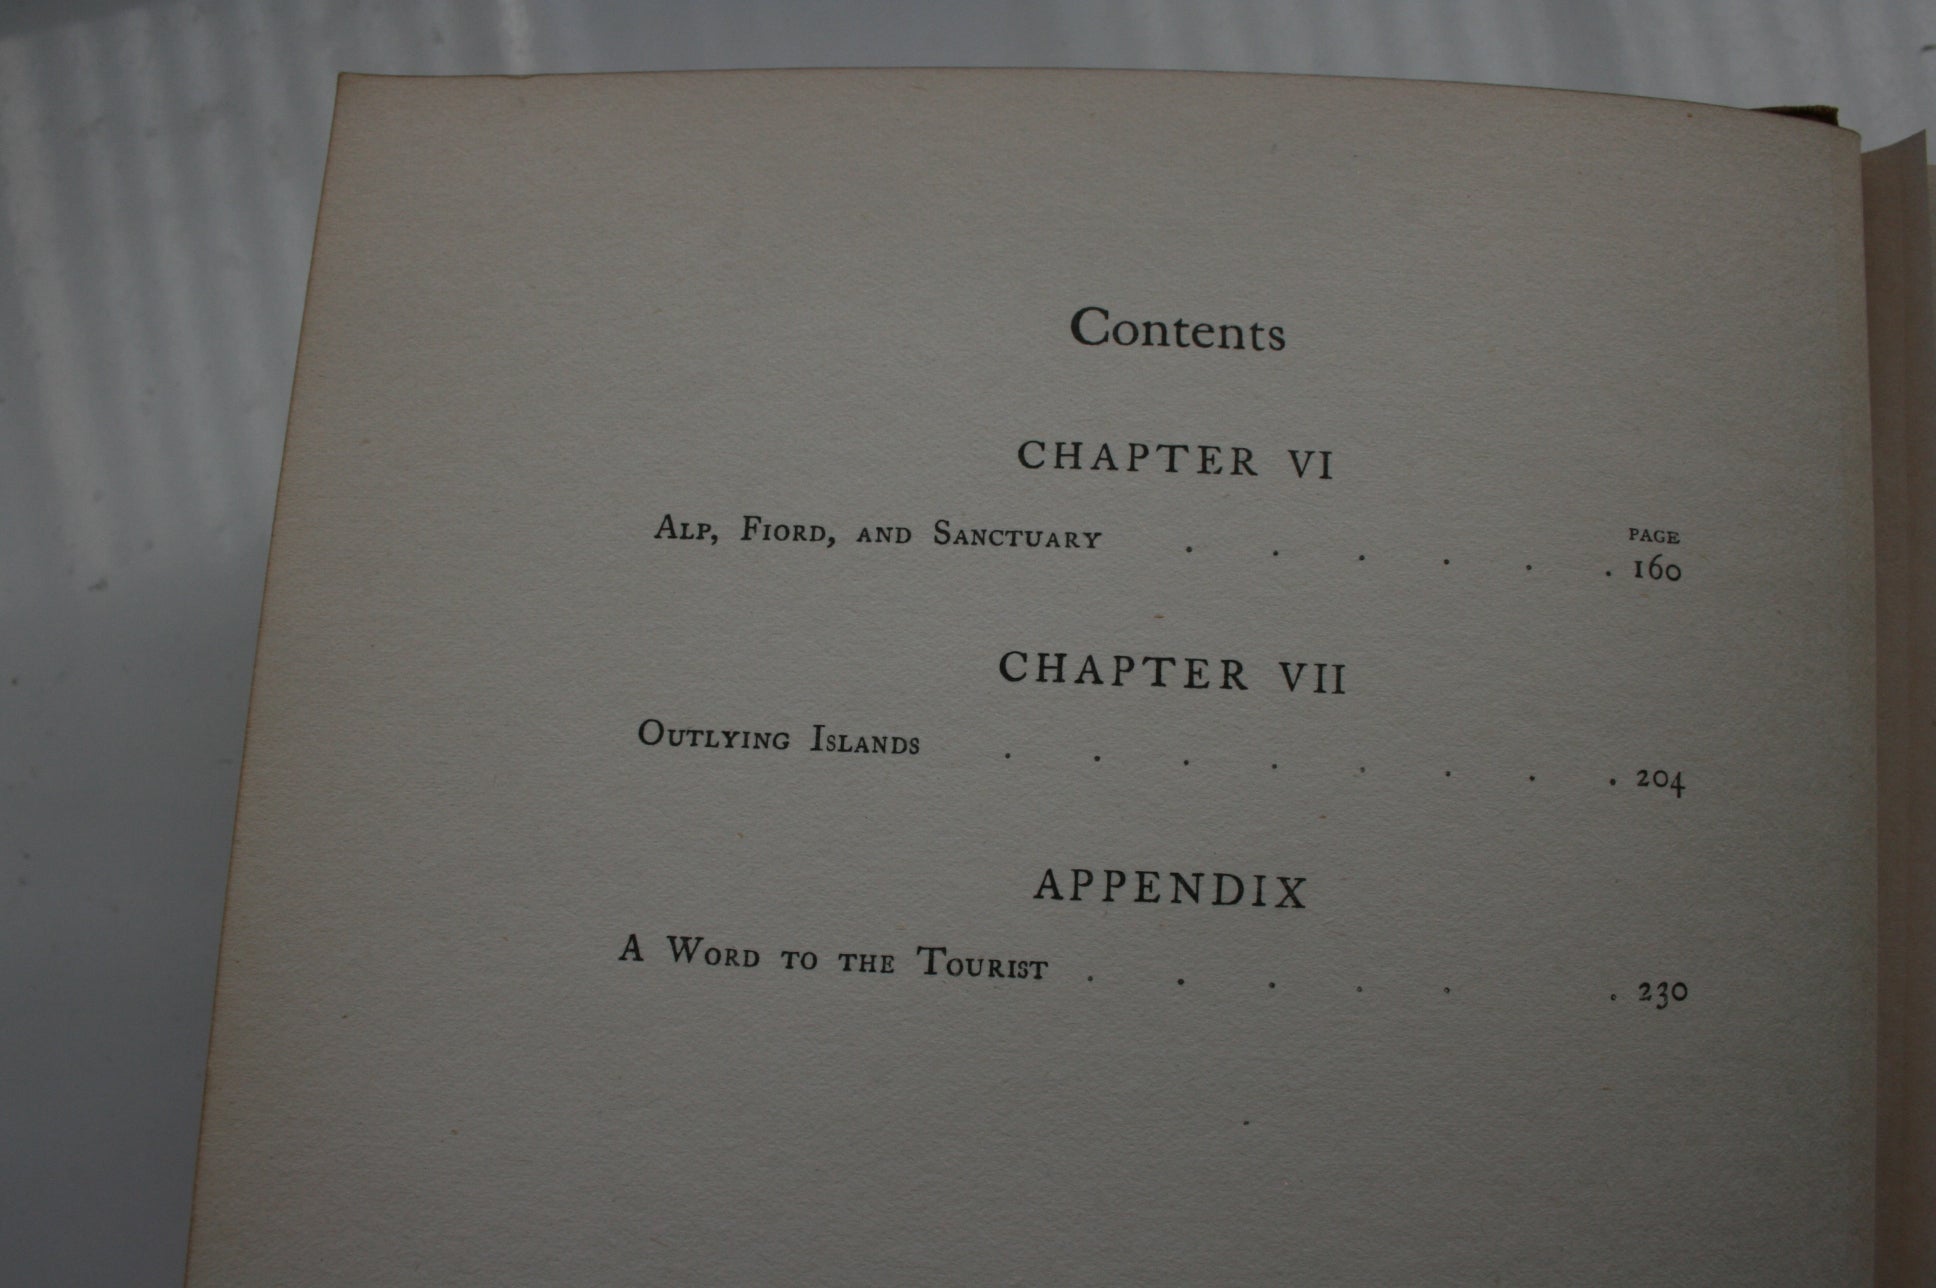 Contents
CHAPTER VI
PAGE
Alp, Fiord, and Sanctuary . . . . . . 160
CHAPTER VII
Outlying Islands . . . . . . . . 204
APPENDIX
A Word to the Tourist . . . . . . 230